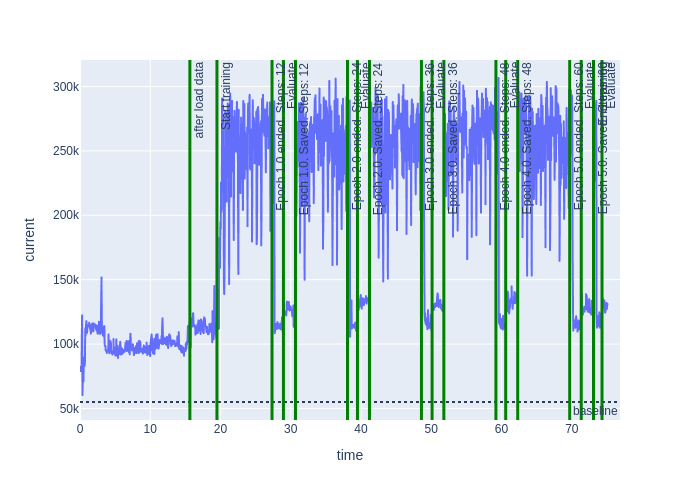 300k
250k
200k
150k
100k
50k
0
10
20
30
40
50
60
70
time
current
after load data
Start training
Epoch 1.0 ended. Steps: 12
Evaluate
Epoch 1.0. Saved. Steps: 12
Epoch 2.0 ended. Steps: 24
Evaluate
Epoch 2.0. Saved. Steps: 24
Epoch 3.0 ended. Steps: 36
Evaluate
Epoch 3.0. Saved. Steps: 36
Epoch 4.0 ended. Steps: 48
Evaluate
Epoch 4.0. Saved. Steps: 48
Epoch 5.0 ended. Steps: 60
Evaluate
Epoch 5.0. Saved.
Evaluate
baseline